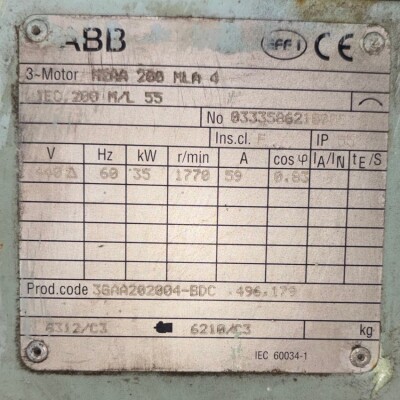 ABB eff1 CE
3-Motor M2AA 200 MLA 4
IEC 200 M/L 55
No
Ins.cl. F IP 55
V Hz kW r/min A cos φ IA/IN tE/S
440 Δ 60 35 1770 59 0.83
Prod.code 3GAA202004-BDC 496.179
6312/C3 6210/C3 kg
IEC 60034-1